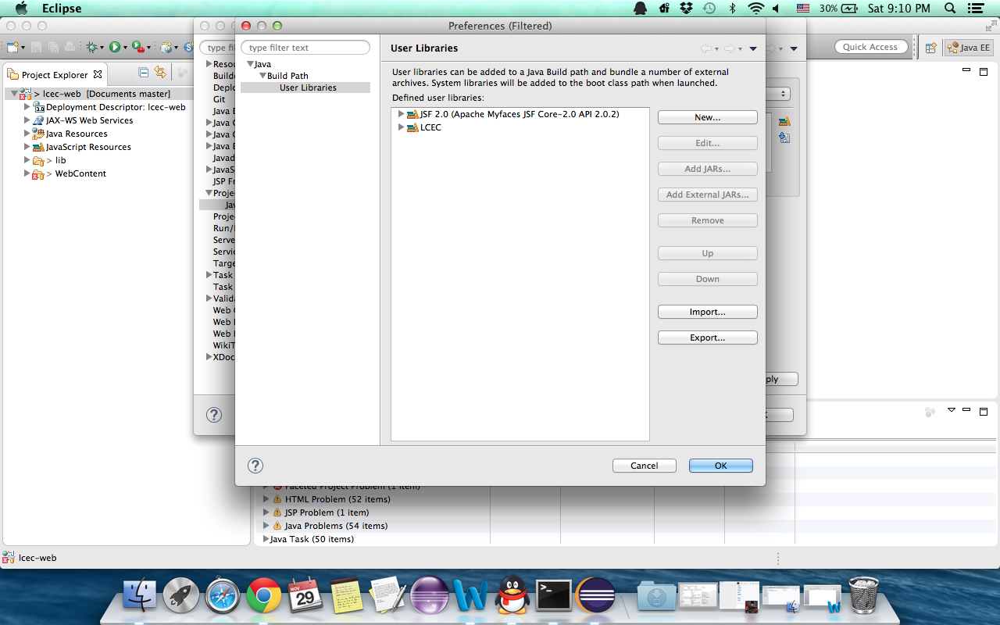 Eclipse
30%
Sat 9:10 PM
Preferences (Filtered)
Quick Access
Java EE
Project Explorer
> lcec-web [Documents master]
Deployment Descriptor: lcec-web
JAX-WS Web Services
Java Resources
JavaScript Resources
> lib
> WebContent
type fil
Resou
Builde
Deplo
Git
Java E
Java C
Java C
Java E
Javad
JavaS
JSP Fr
Projec
Jav
Projec
Run/
Serve
Servic
Targe
Task
Task
Valida
Web C
Web
Web
WikiT
XDoc
type filter text
Java
Build Path
User Libraries
User Libraries
User libraries can be added to a Java Build path and bundle a number of external
archives. System libraries will be added to the boot class path when launched.
Defined user libraries:
JSF 2.0 (Apache Myfaces JSF Core-2.0 API 2.0.2)
LCEC
New...
Edit...
Add JARs...
Add External JARs...
Remove
Up
Down
Import...
Export...
ply
?
K
?
Cancel
OK
Faceted Project Problem (1 item)
HTML Problem (52 items)
JSP Problem (1 item)
Java Problems (54 items)
Java Task (50 items)
lcec-web
NOV
29